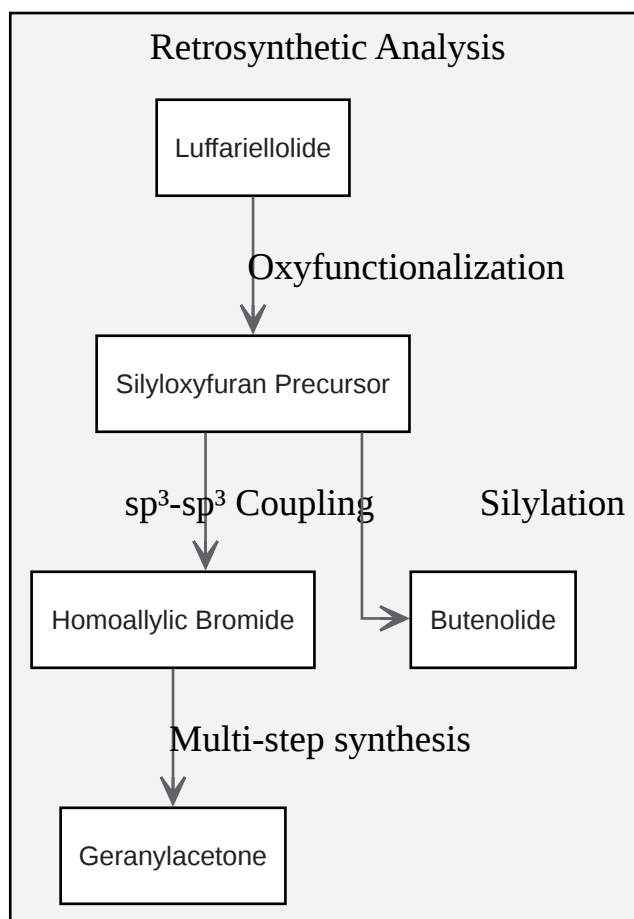 Retrosynthetic Analysis
Luffariellolide
Oxyfunctionalization
Silyloxyfuran Precursor
sp³-sp³ Coupling
Silylation
Homoallylic Bromide
Butenolide
Multi-step synthesis
Geranylacetone